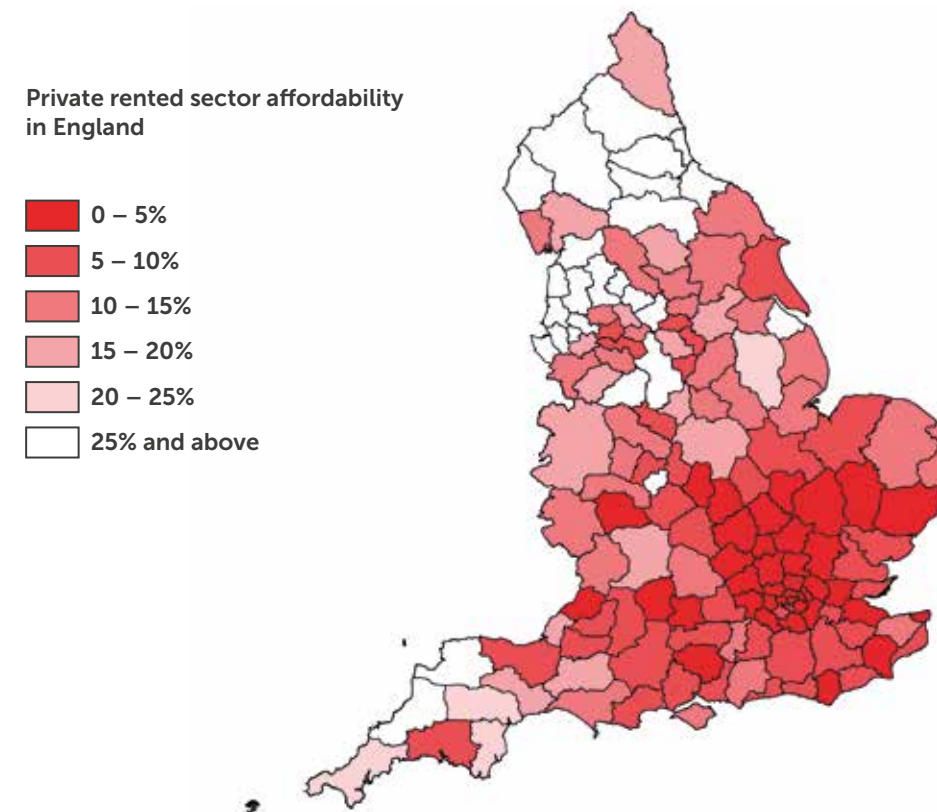 Private rented sector affordability
in England
0 – 5%
5 – 10%
10 – 15%
15 – 20%
20 – 25%
25% and above